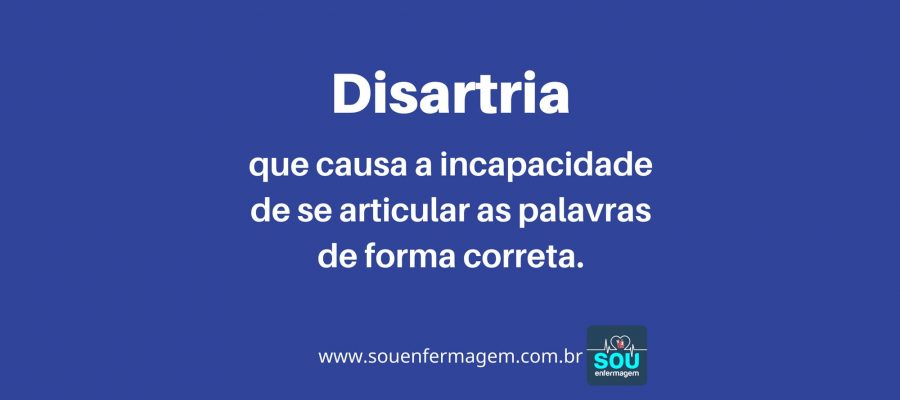 Disartria
que causa a incapacidade
de se articular as palavras
de forma correta.
www.souenfermagem.com.br
SOU
enfermagem